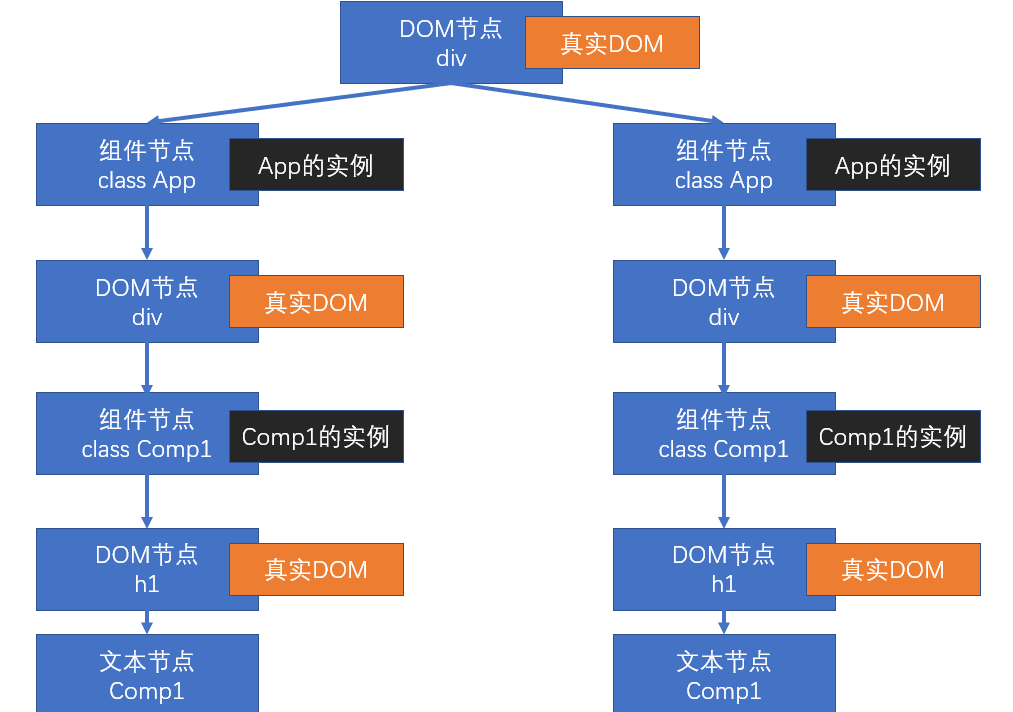 DOM节点
div
真实DOM
组件节点
class App
App的实例
组件节点
class App
App的实例
DOM节点
div
真实DOM
DOM节点
div
真实DOM
组件节点
class Comp1
Comp1的实例
组件节点
class Comp1
Comp1的实例
DOM节点
h1
真实DOM
DOM节点
h1
真实DOM
文本节点
Comp1
文本节点
Comp1